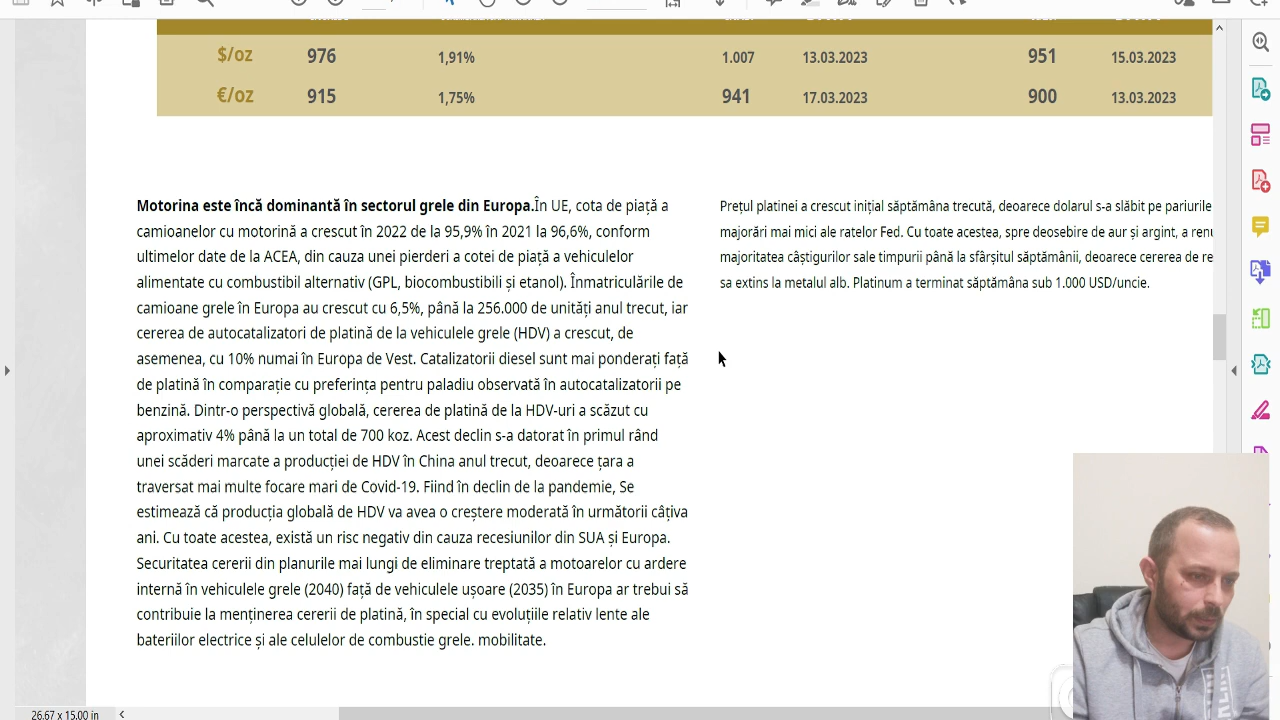 $/oz 976 1,91% 1.007 13.03.2023 951 15.03.2023
€/oz 915 1,75% 941 17.03.2023 900 13.03.2023
Motorina este încă dominantă în sectorul grele din Europa.În UE, cota de piață a
camioanelor cu motorină a crescut în 2022 de la 95,9% în 2021 la 96,6%, conform
ultimelor date de la ACEA, din cauza unei pierderi a cotei de piață a vehiculelor
alimentate cu combustibil alternativ (GPL, biocombustibili și etanol). Înmatriculările de
camioane grele în Europa au crescut cu 6,5%, până la 256.000 de unități anul trecut, iar
cererea de autocatalizatori de platină de la vehiculele grele (HDV) a crescut, de
asemenea, cu 10% numai în Europa de Vest. Catalizatorii diesel sunt mai ponderați față
de platină în comparație cu preferința pentru paladiu observată în autocatalizatorii pe
benzină. Dintr-o perspectivă globală, cererea de platină de la HDV-uri a scăzut cu
aproximativ 4% până la un total de 700 koz. Acest declin s-a datorat în primul rând
unei scăderi marcate a producției de HDV în China anul trecut, deoarece țara a
traversat mai multe focare mari de Covid-19. Fiind în declin de la pandemie, Se
estimează că producția globală de HDV va avea o creștere moderată în următorii câțiva
ani. Cu toate acestea, există un risc negativ din cauza recesiunilor din SUA și Europa.
Securitatea cererii din planurile mai lungi de eliminare treptată a motoarelor cu ardere
internă în vehiculele grele (2040) față de vehiculele ușoare (2035) în Europa ar trebui să
contribuie la menținerea cererii de platină, în special cu evoluțiile relativ lente ale
bateriilor electrice și ale celulelor de combustie grele. mobilitate.
Prețul platinei a crescut inițial săptămâna trecută, deoarece dolarul s-a slăbit pe pariurile
majorări mai mici ale ratelor Fed. Cu toate acestea, spre deosebire de aur și argint, a
majoritatea câștigurilor sale timpurii până la sfârșitul săptămânii, deoarece cererea de
sa extins la metalul alb. Platinum a terminat săptămâna sub 1.000 USD/uncie.
26.67 x 15.00 in